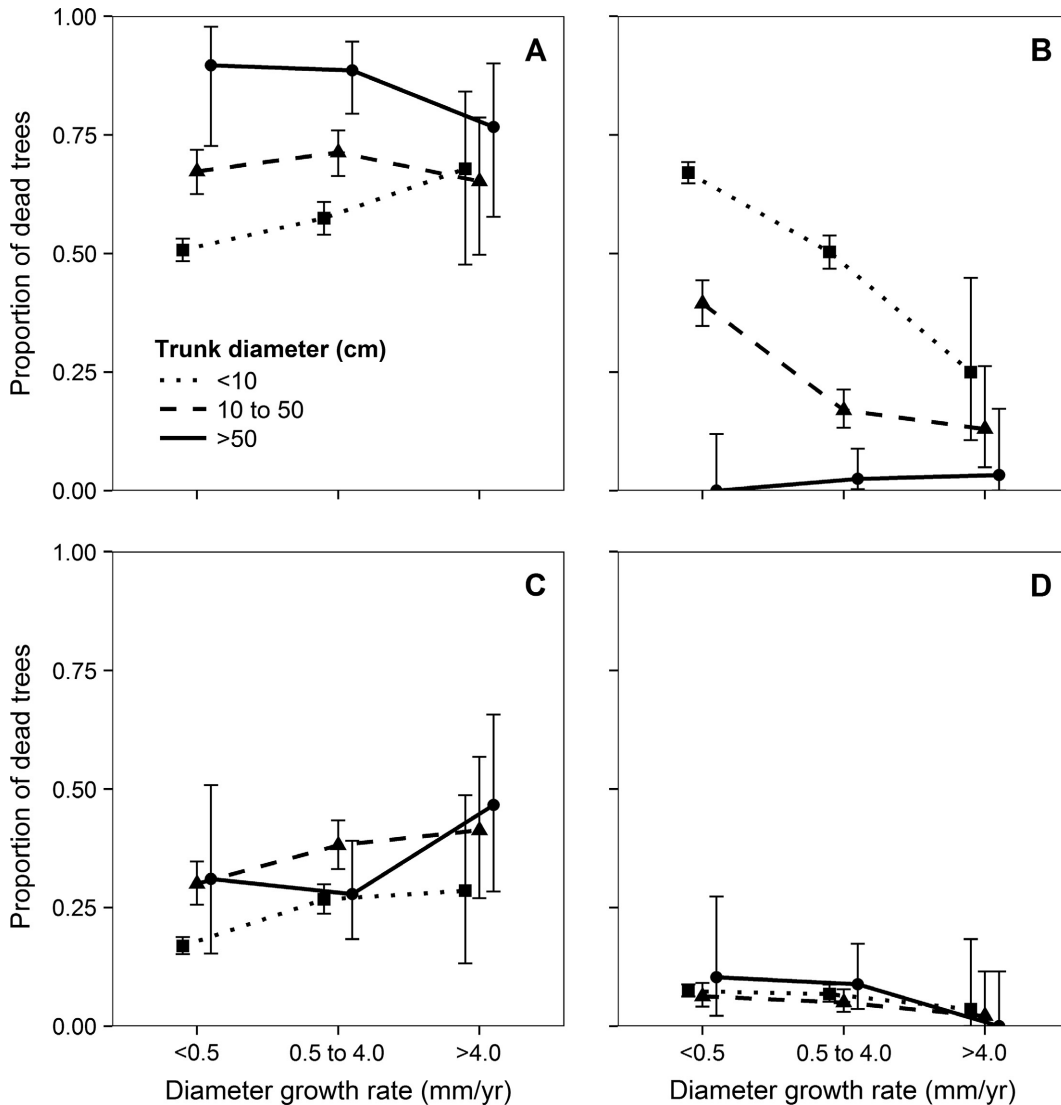 A
B
Proportion of dead trees
1.00
0.75
0.50
0.25
0.00
Trunk diameter (cm)
<10
10 to 50
>50
C
D
Proportion of dead trees
1.00
0.75
0.50
0.25
0.00
<0.5 0.5 to 4.0 >4.0
<0.5 0.5 to 4.0 >4.0
Diameter growth rate (mm/yr)
Diameter growth rate (mm/yr)